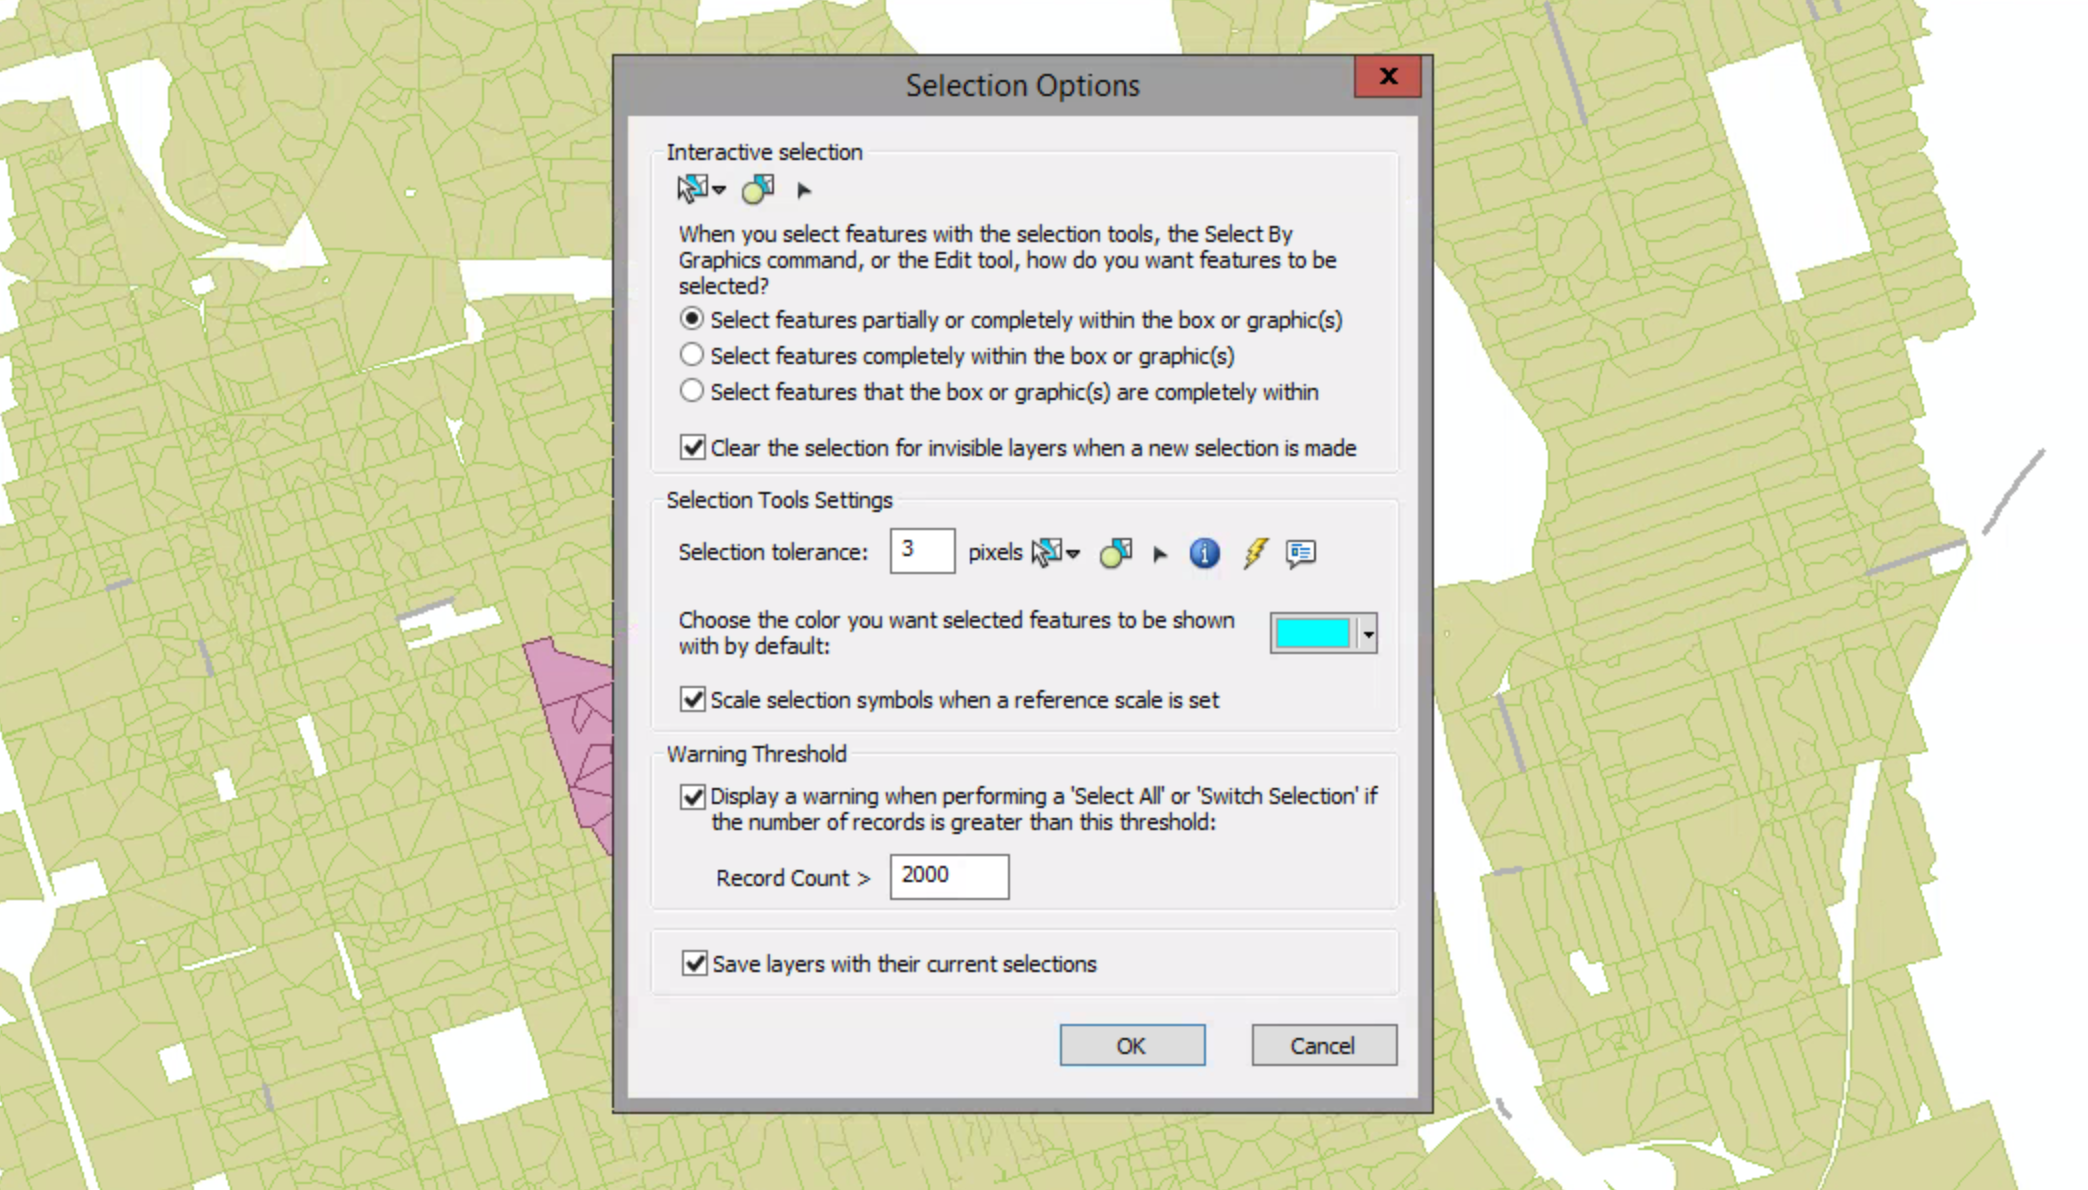 Selection Options
x
Interactive selection
When you select features with the selection tools, the Select By
Graphics command, or the Edit tool, how do you want features to be
selected?
Select features partially or completely within the box or graphic(s)
Select features completely within the box or graphic(s)
Select features that the box or graphic(s) are completely within
Clear the selection for invisible layers when a new selection is made
Selection Tools Settings
Selection tolerance: 3 pixels
Choose the color you want selected features to be shown
with by default:
Scale selection symbols when a reference scale is set
Warning Threshold
Display a warning when performing a 'Select All' or 'Switch Selection' if
the number of records is greater than this threshold:
Record Count > 2000
Save layers with their current selections
OK Cancel